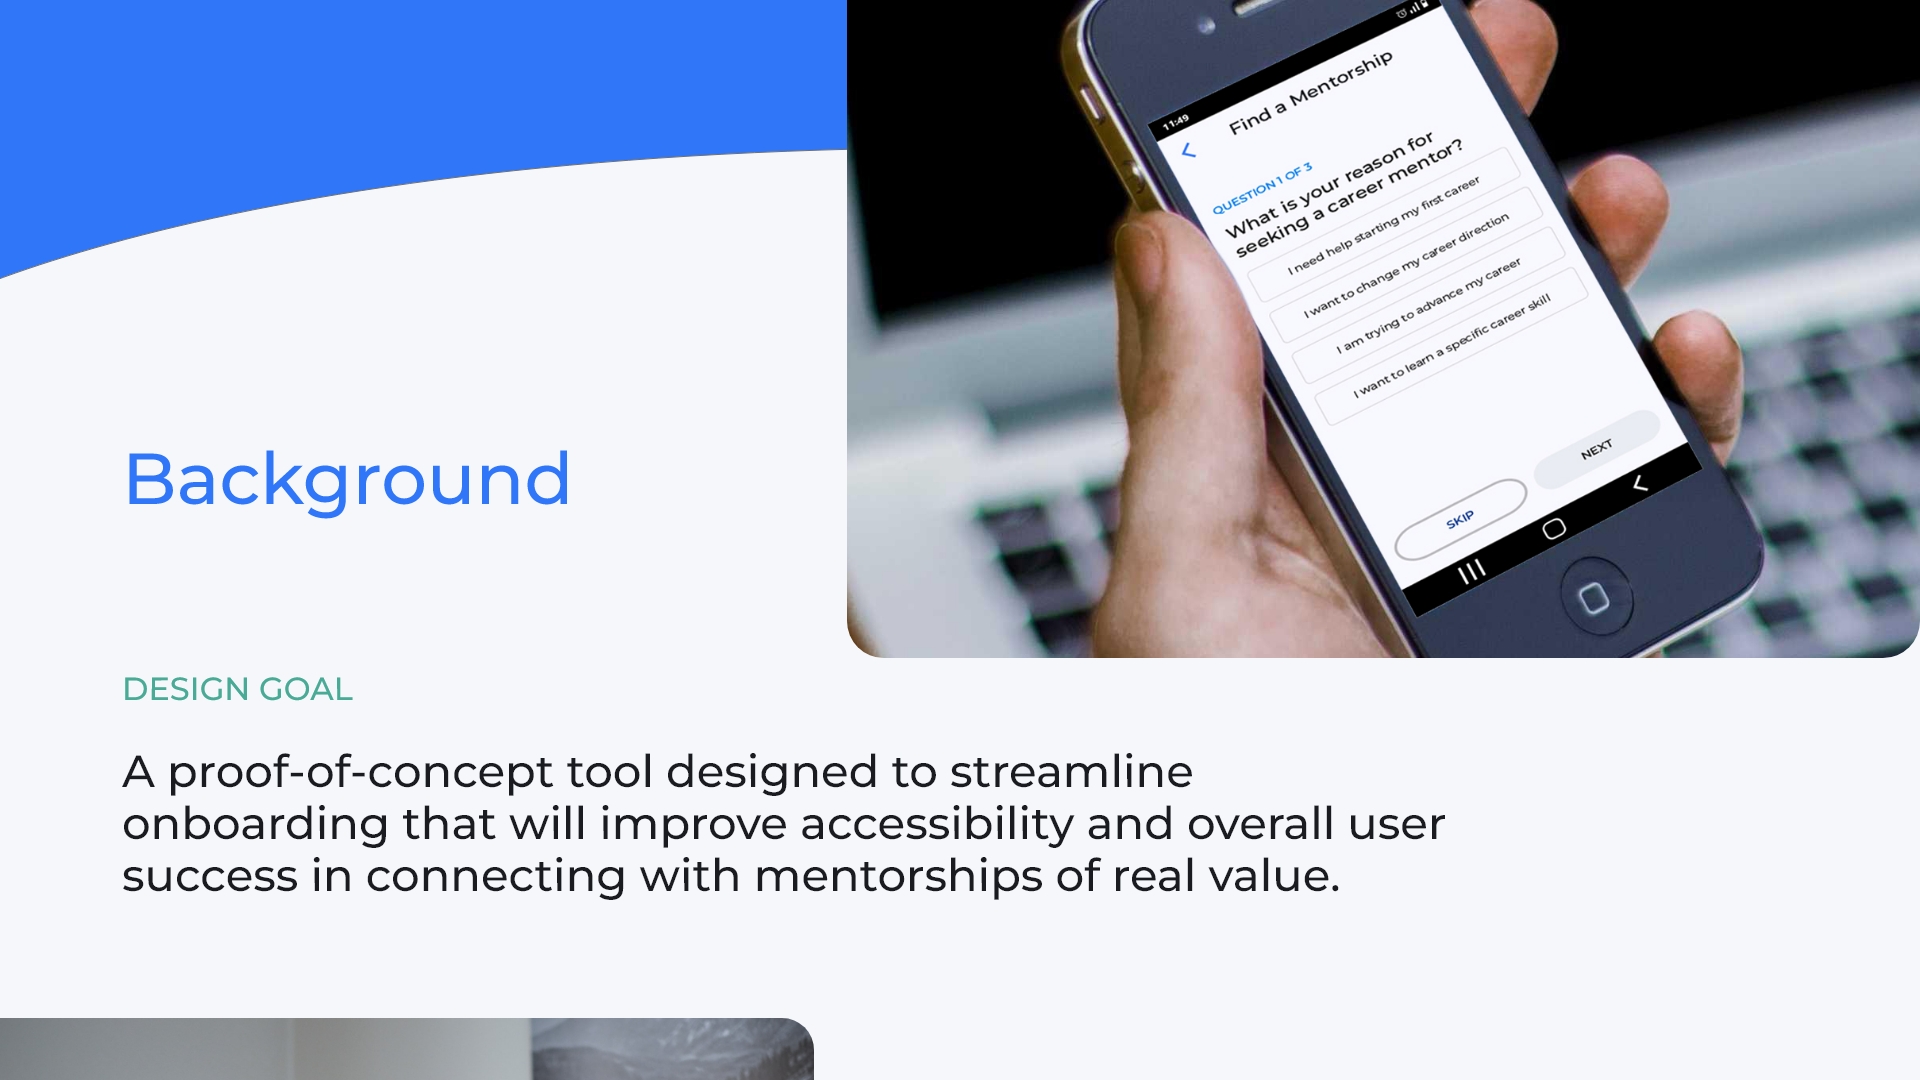 11:49
Find a Mentorship
QUESTION 1 OF 3
What is your reason for
seeking a career mentor?
I need help starting my first career
I want to change my career direction
I am trying to advance my career
I want to learn a specific career skill
NEXT
SKIP
Background
DESIGN GOAL
A proof-of-concept tool designed to streamline
onboarding that will improve accessibility and overall user
success in connecting with mentorships of real value.